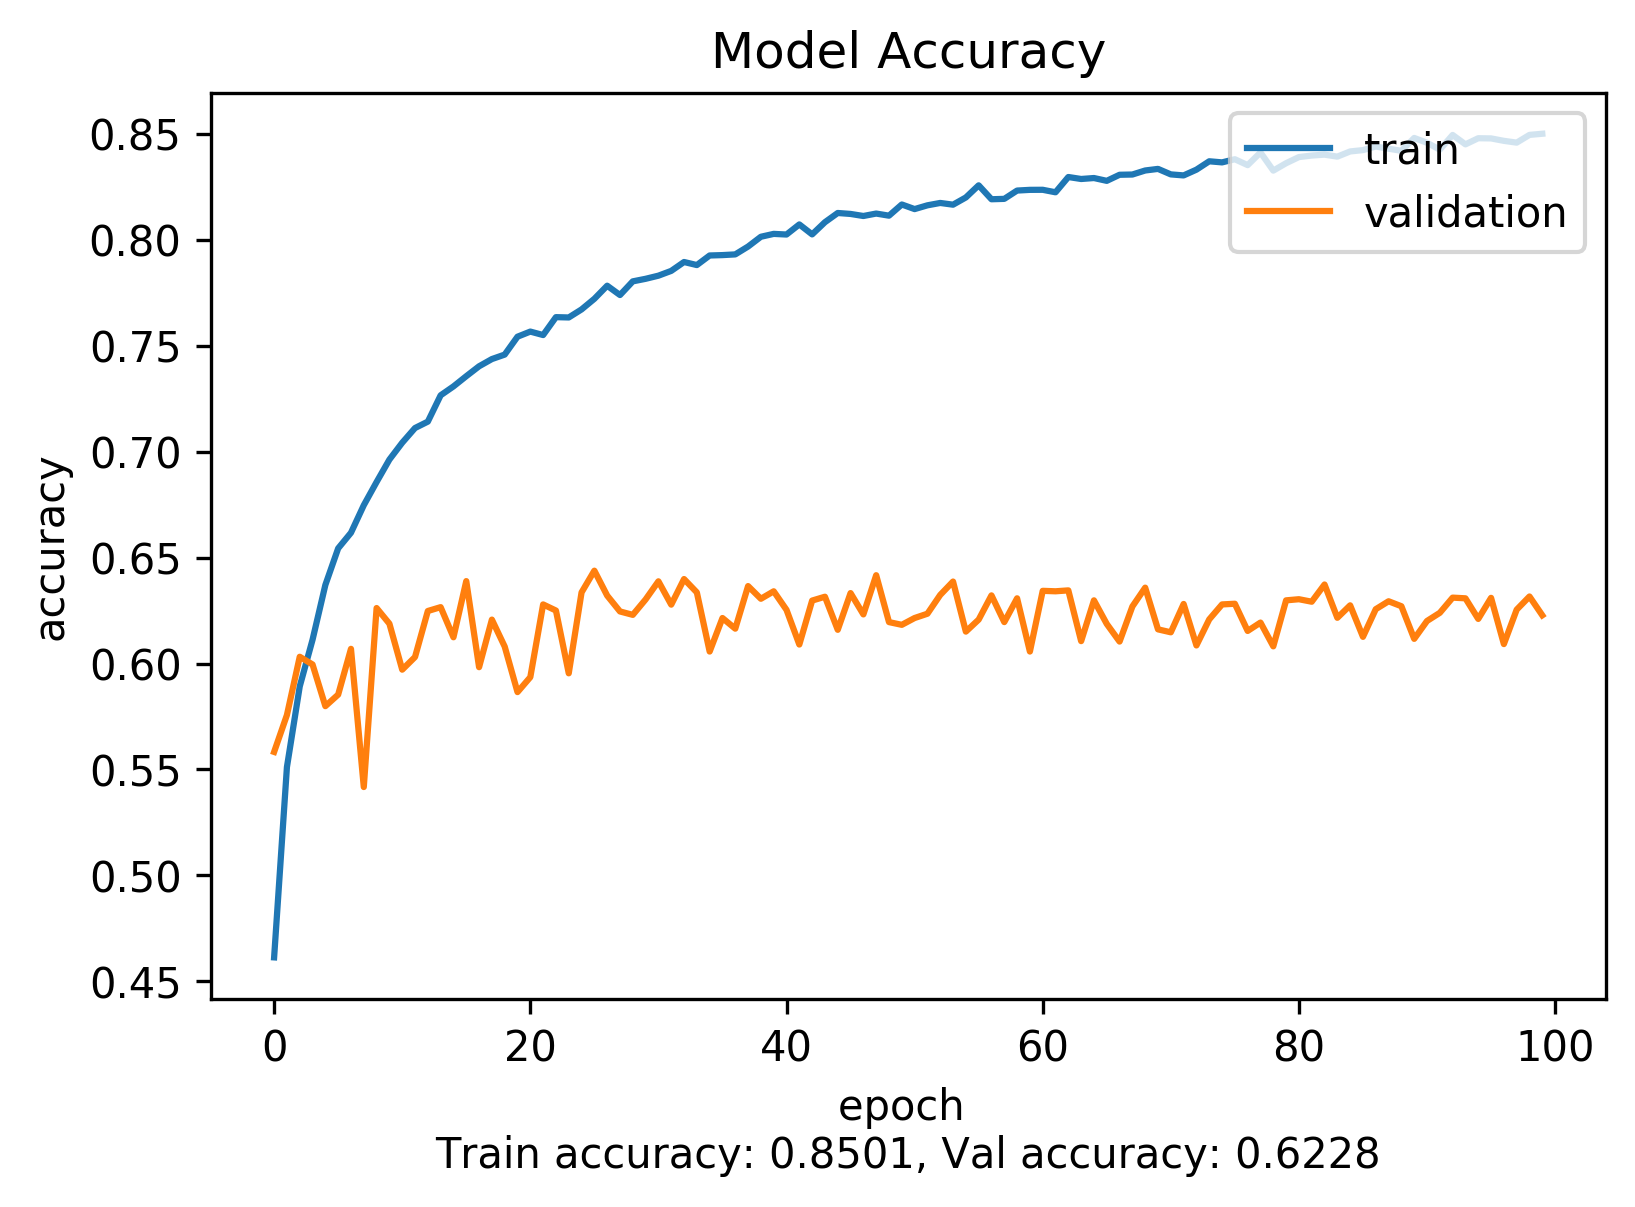 Model Accuracy
0.85
0.80
0.75
0.70
0.65
0.60
0.55
0.50
0.45
accuracy
train
validation
0 20 40 60 80 100
epoch
Train accuracy: 0.8501, Val accuracy: 0.6228